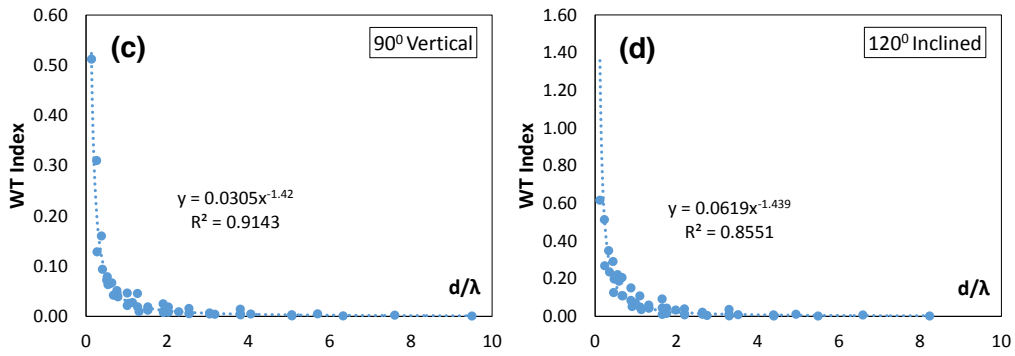 (c)
90⁰ Vertical
0.60
0.50
0.40
0.30
0.20
0.10
0.00
WT Index
y = 0.0305x⁻¹·⁴²
R² = 0.9143
d/λ
0 2 4 6 8 10
(d)
120⁰ Inclined
1.60
1.40
1.20
1.00
0.80
0.60
0.40
0.20
0.00
WT Index
y = 0.0619x⁻¹·⁴³⁹
R² = 0.8551
d/λ
0 2 4 6 8 10